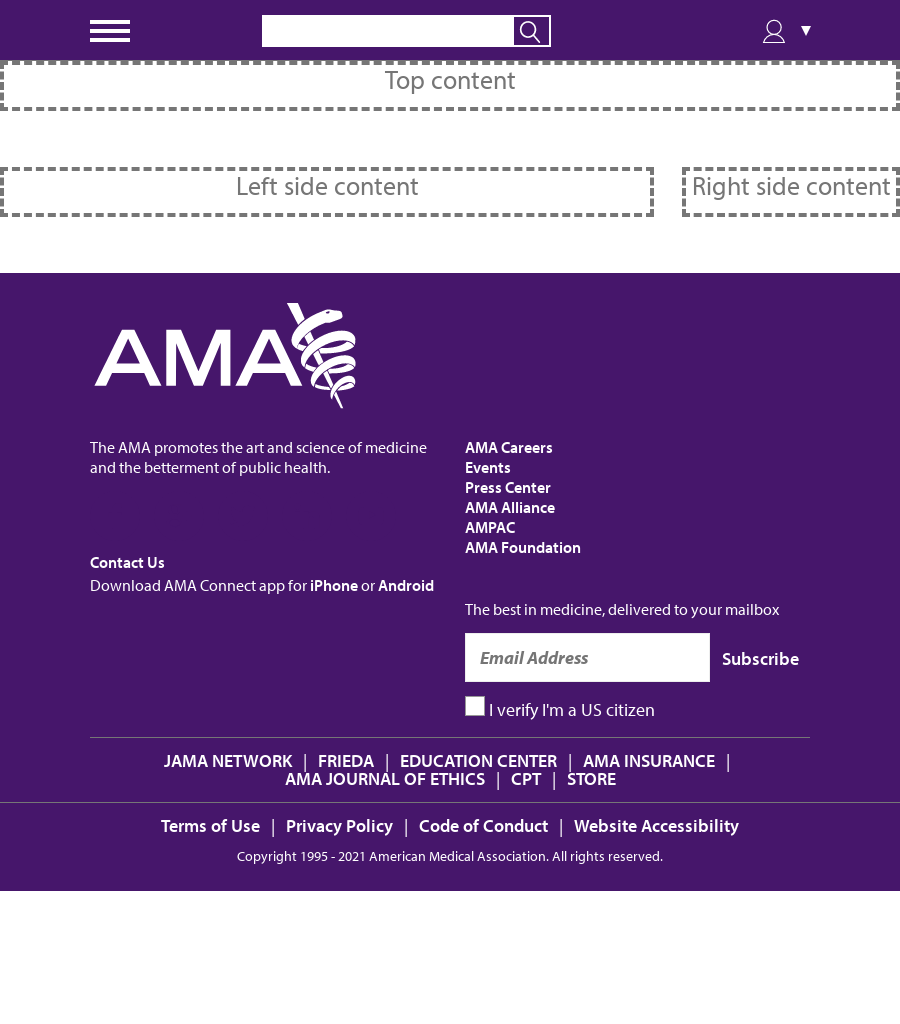 Top content
Left side content
Right side content
AMA
The AMA promotes the art and science of medicine
and the betterment of public health.
Contact Us
Download AMA Connect app for iPhone or Android
AMA Careers
Events
Press Center
AMA Alliance
AMPAC
AMA Foundation
The best in medicine, delivered to your mailbox
Email Address
Subscribe
I verify I'm a US citizen
JAMA NETWORK | FRIEDA | EDUCATION CENTER | AMA INSURANCE |
AMA JOURNAL OF ETHICS | CPT | STORE
Terms of Use | Privacy Policy | Code of Conduct | Website Accessibility
Copyright 1995 - 2021 American Medical Association. All rights reserved.